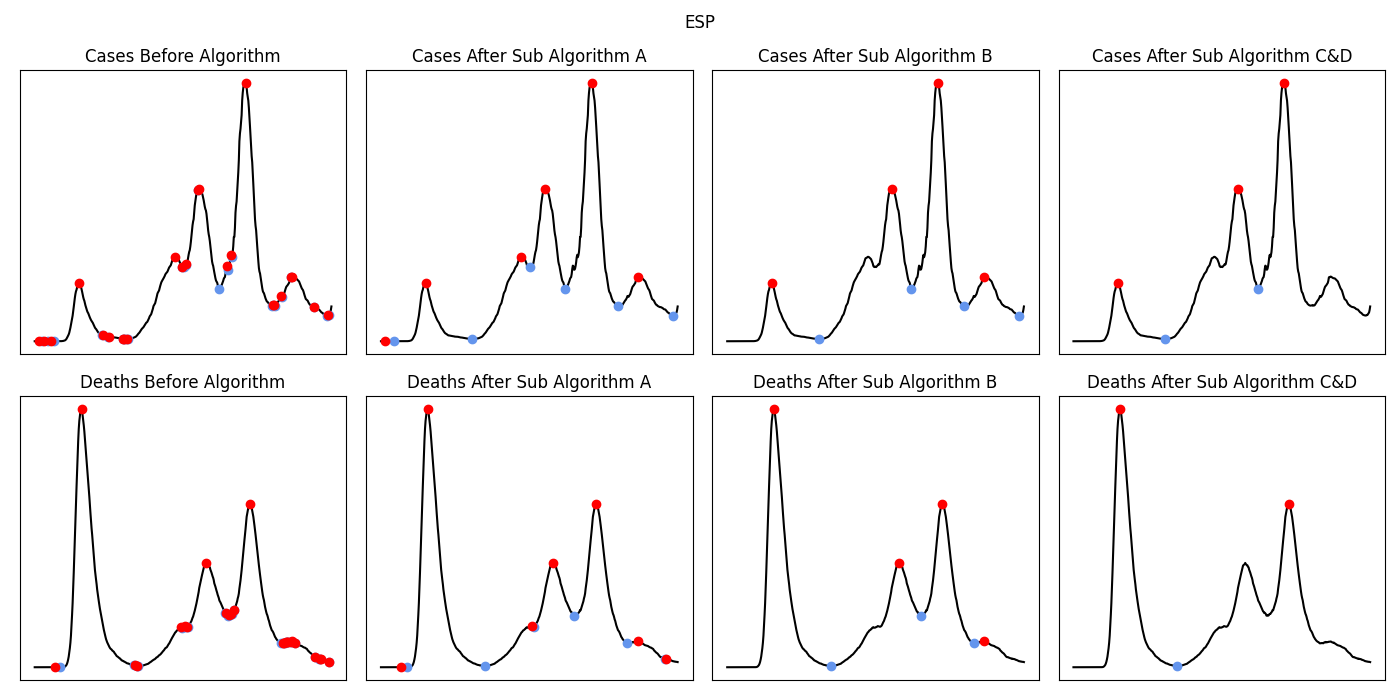 ESP
Cases Before Algorithm
Cases After Sub Algorithm A
Cases After Sub Algorithm B
Cases After Sub Algorithm C&D
Deaths Before Algorithm
Deaths After Sub Algorithm A
Deaths After Sub Algorithm B
Deaths After Sub Algorithm C&D